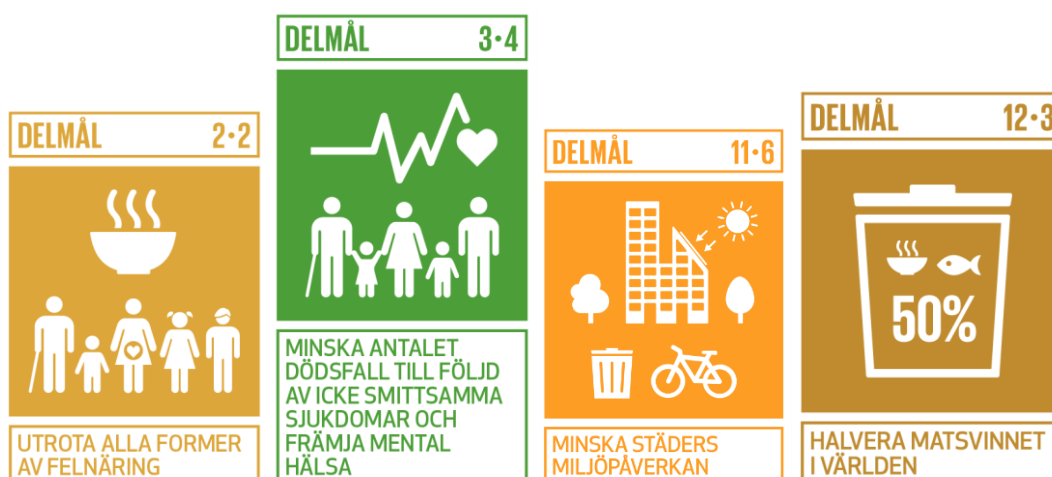 DELMÅL 2·2
UTROTA ALLA FORMER
AV FELNÄRING
DELMÅL 3·4
MINSKA ANTALET
DÖDSFALL TILL FÖLJD
AV ICKE SMITTSAMMA
SJUKDOMAR OCH
FRÄMJA MENTAL
HÄLSA
DELMÅL 11·6
MINSKA STÄDERS
MILJÖPÅVERKAN
DELMÅL 12·3
50%
HALVERA MATSVINNET
I VÄRLDEN